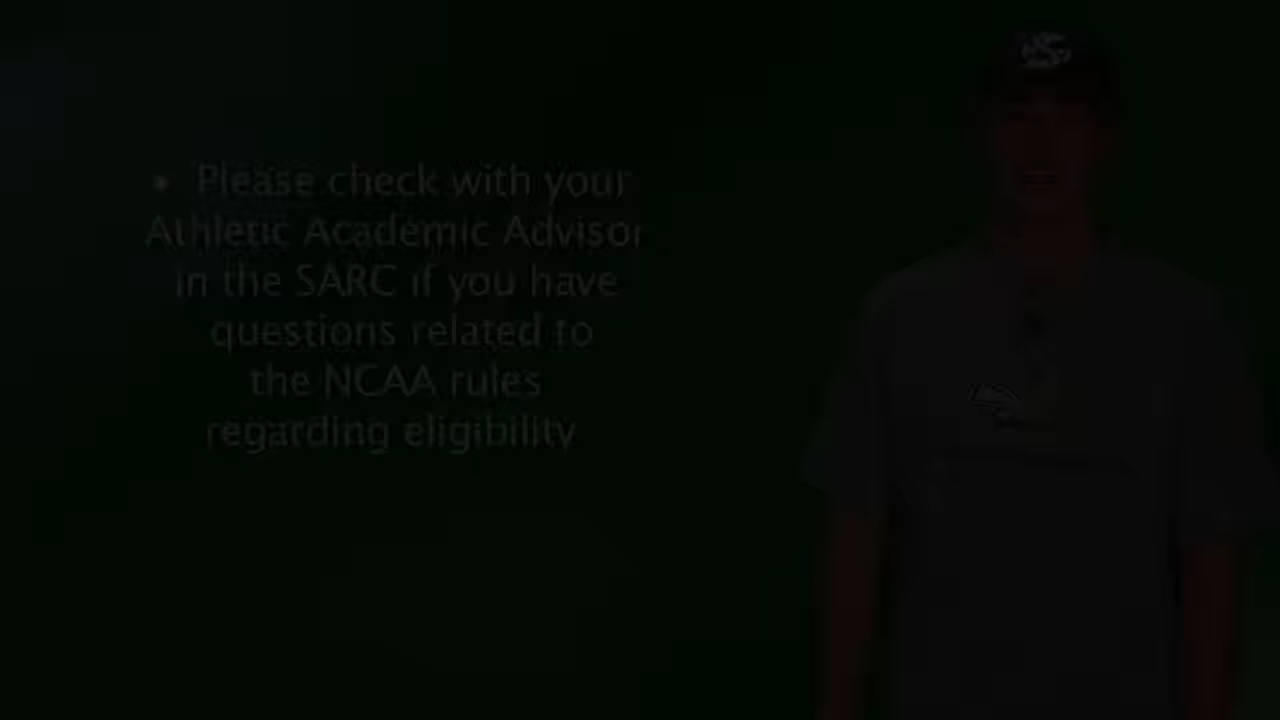 • Please check with your
Athletic Academic Advisor
in the SARC if you have
questions related to
the NCAA rules
regarding eligibility